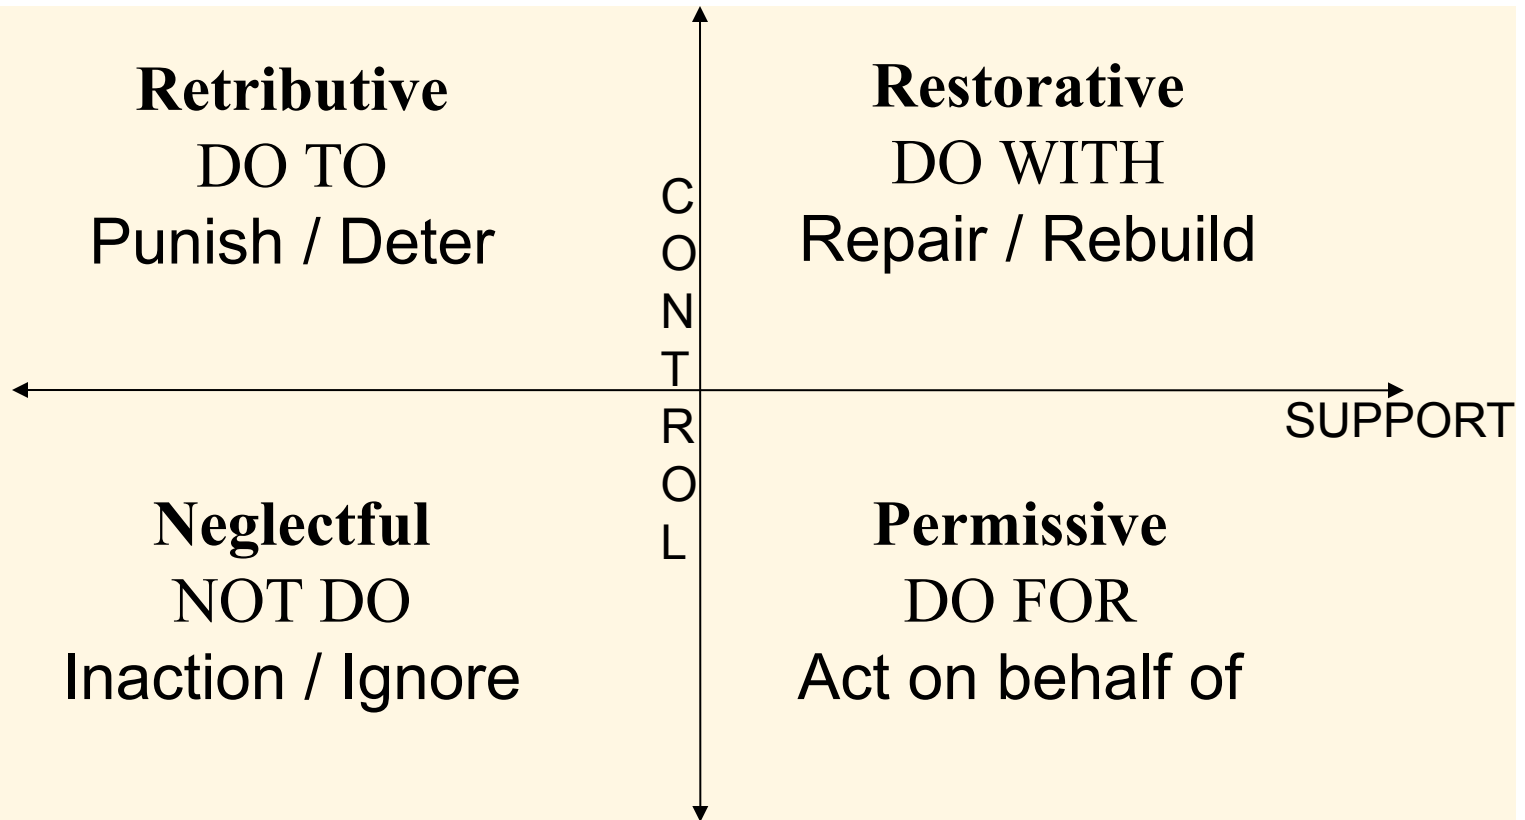 Retributive
DO TO
Punish / Deter
Restorative
DO WITH
Repair / Rebuild
CONTROL
SUPPORT
Neglectful
NOT DO
Inaction / Ignore
Permissive
DO FOR
Act on behalf of